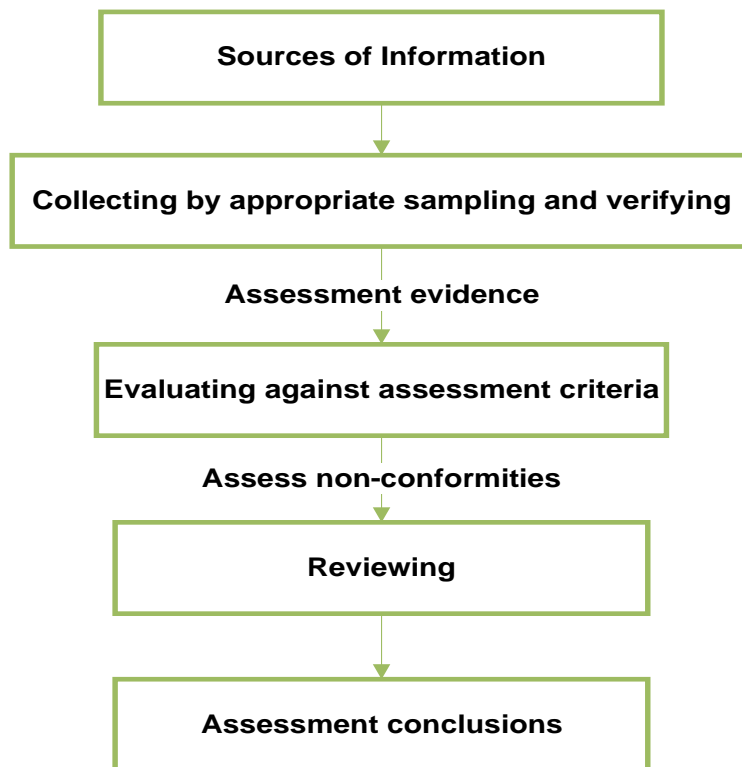 Sources of Information
Collecting by appropriate sampling and verifying
Assessment evidence
Evaluating against assessment criteria
Assess non-conformities
Reviewing
Assessment conclusions